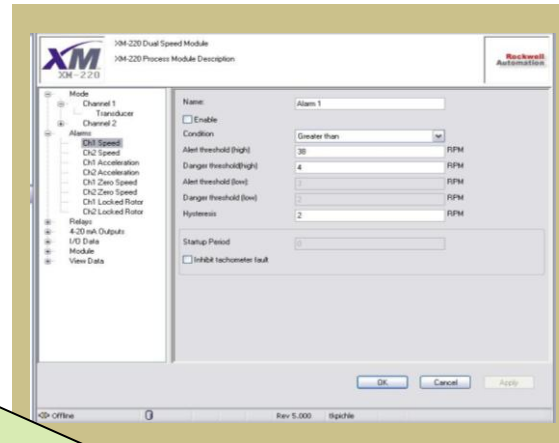 XM-220 Dual Speed Module
XM-220 Process Module Description
XM
XM-220
Rockwell
Automation
Mode
Channel 1
Transducer
Channel 2
Alarms
Ch1 Speed
Ch2 Speed
Ch1 Acceleration
Ch2 Acceleration
Ch1 Zero Speed
Ch2 Zero Speed
Ch1 Locked Rotor
Ch2 Locked Rotor
Relays
4-20 mA Outputs
I/O Data
Module
View Data
Name: Alarm 1
Enable
Condition Greater than
Alert threshold (high) 38 RPM
Danger threshold(high) 4 RPM
Alert threshold (low) RPM
Danger threshold (low) 2 RPM
Hysteresis 2 RPM
Startup Period
Inhibit tachometer fault
OK Cancel Apply
Offline Rev 5.000